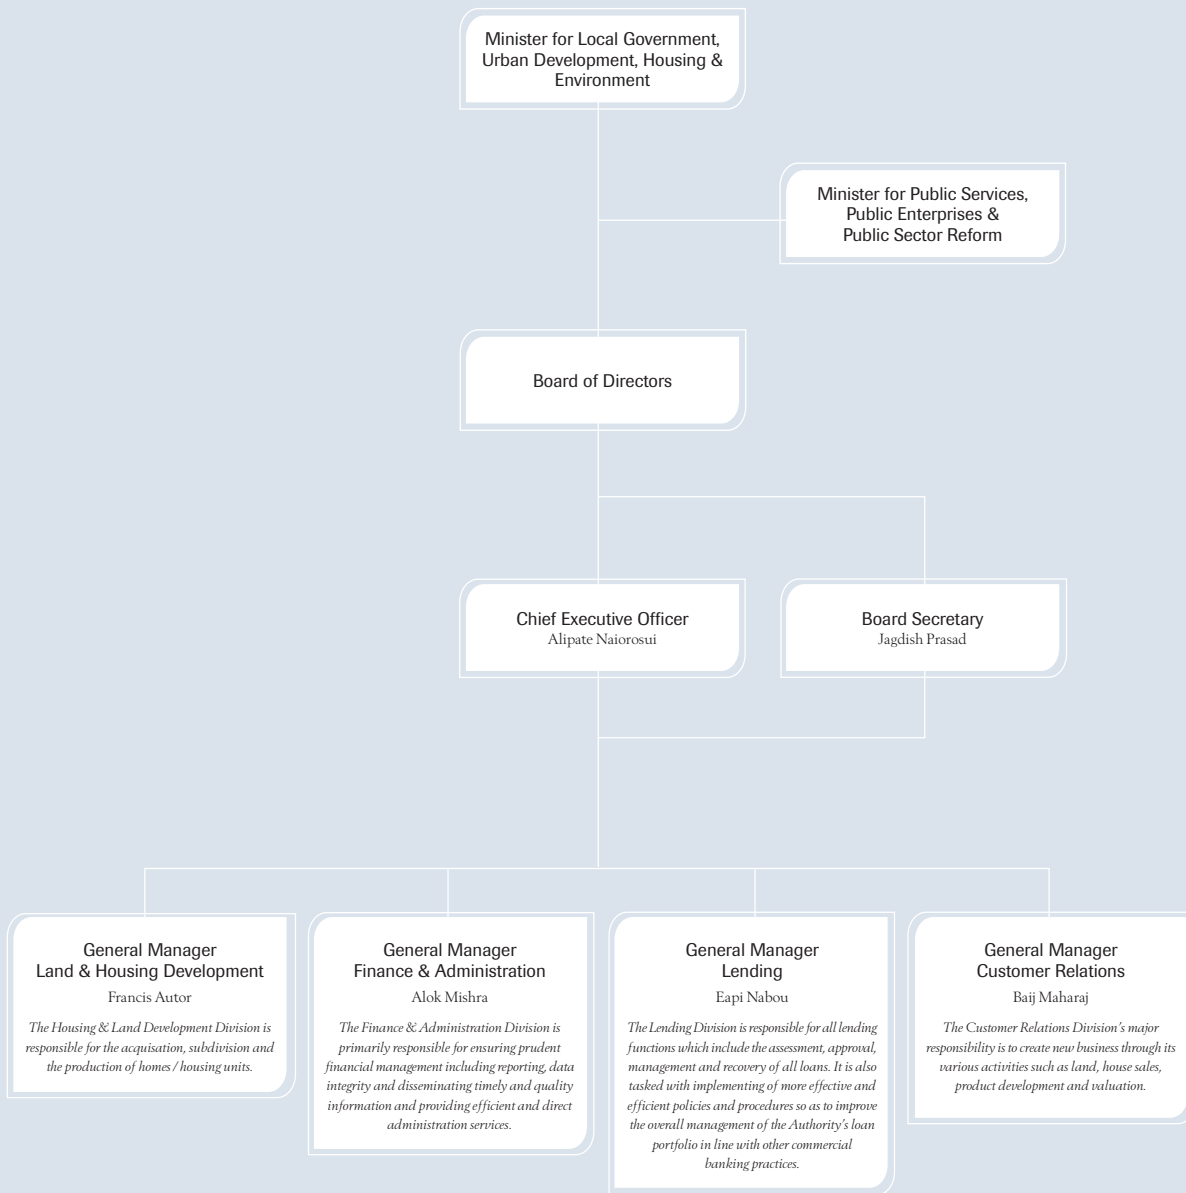 Minister for Local Government,
Urban Development, Housing &
Environment
Minister for Public Services,
Public Enterprises &
Public Sector Reform
Board of Directors
Chief Executive Officer
Alipate Naiorosui
Board Secretary
Jagdish Prasad
General Manager
Land & Housing Development
Francis Autor
The Housing & Land Development Division is
responsible for the acquisation, subdivision and
the production of homes / housing units.
General Manager
Finance & Administration
Alok Mishra
The Finance & Administration Division is
primarily responsible for ensuring prudent
financial management including reporting, data
integrity and disseminating timely and quality
information and providing efficient and direct
administration services.
General Manager
Lending
Eapi Nabou
The Lending Division is responsible for all lending
functions which include the assessment, approval,
management and recovery of all loans. It is also
tasked with implementing of more effective and
efficient policies and procedures so as to improve
the overall management of the Authority's loan
portfolio in line with other commercial
banking practices.
General Manager
Customer Relations
Baij Maharaj
The Customer Relations Division's major
responsibility is to create new business through its
various activities such as land, house sales,
product development and valuation.